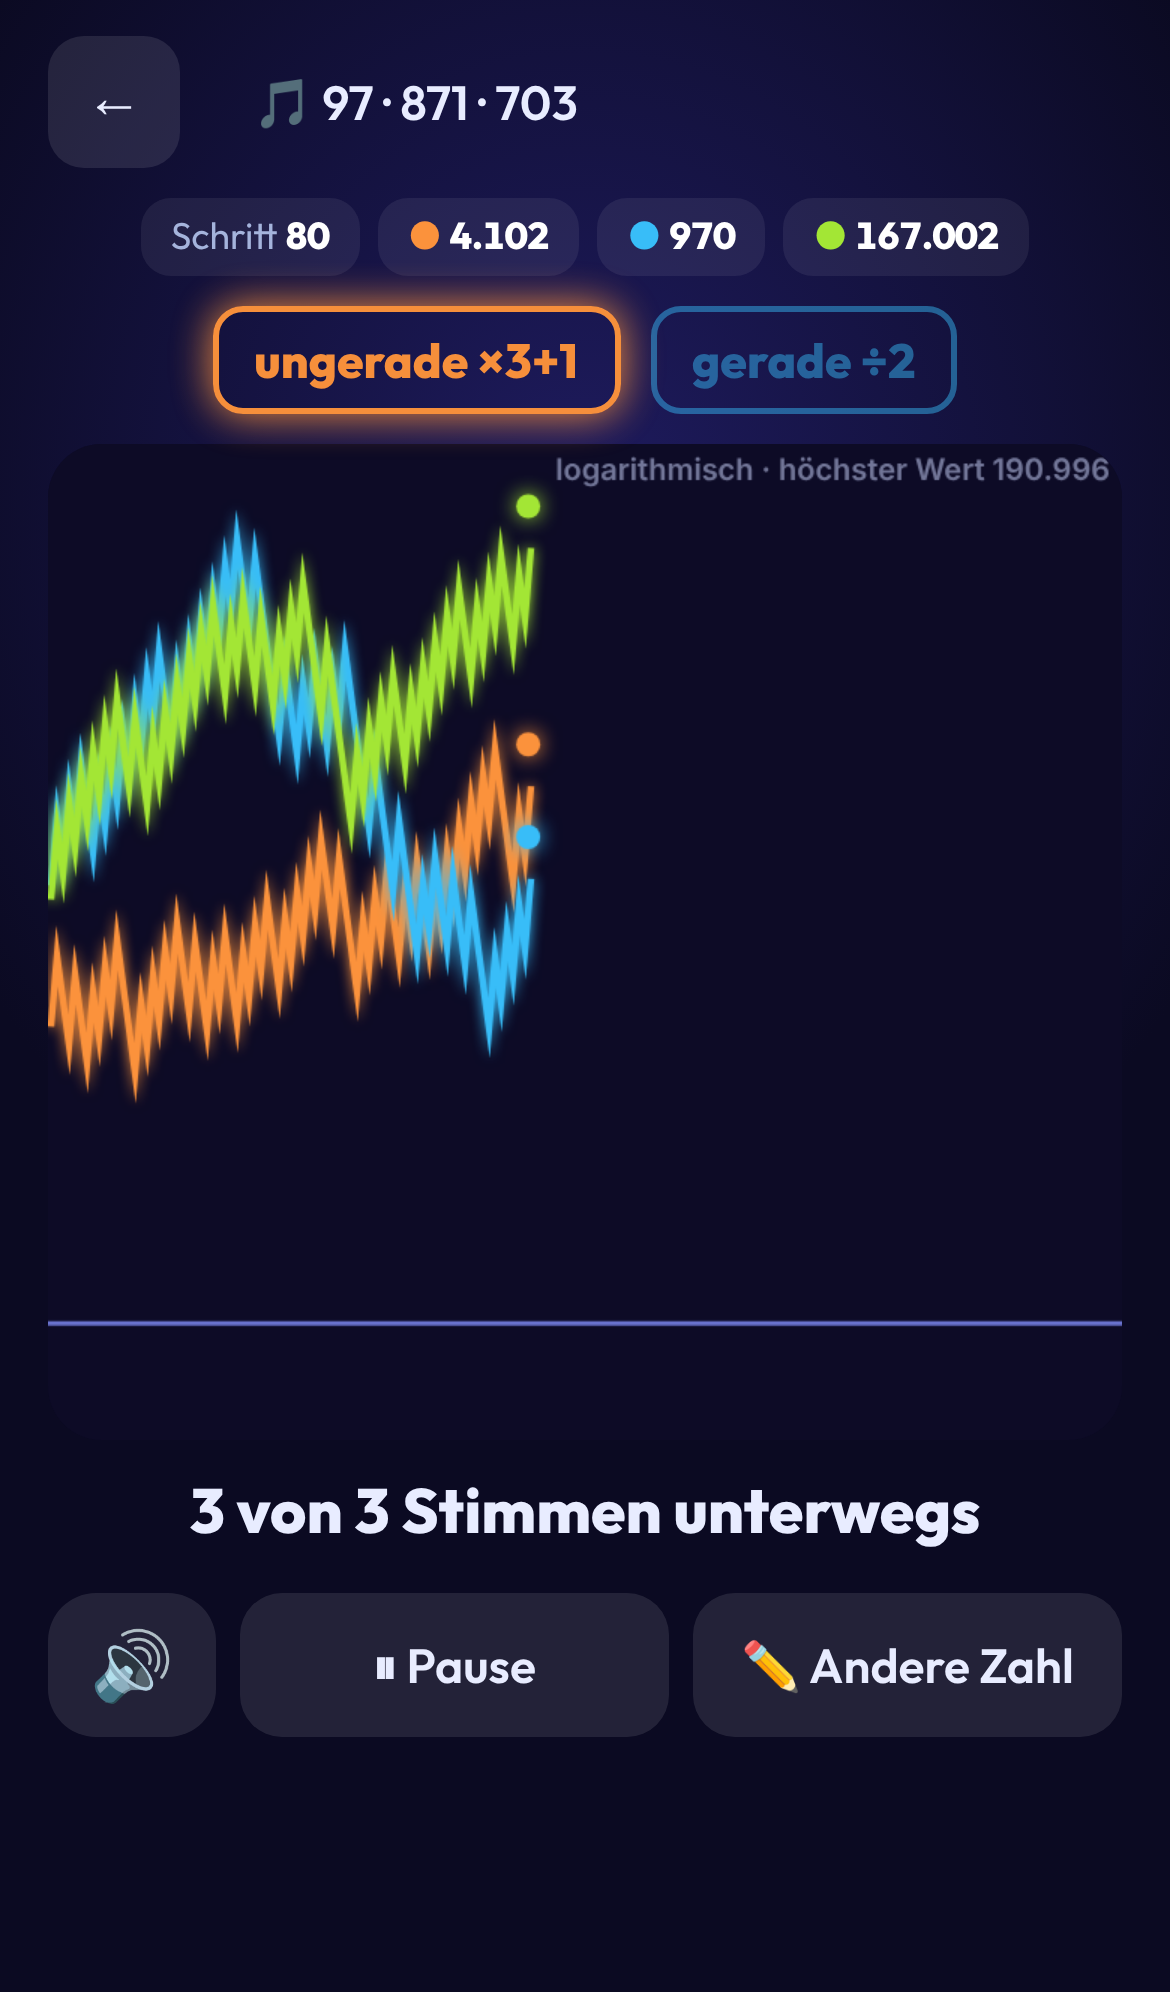 ← 🎵 97·871·703
Schritt 80 4.102 970 167.002
ungerade ×3+1 gerade ÷2
logarithmisch · höchster Wert 190.996
3 von 3 Stimmen unterwegs
🔊 ⏸ Pause ✏️ Andere Zahl